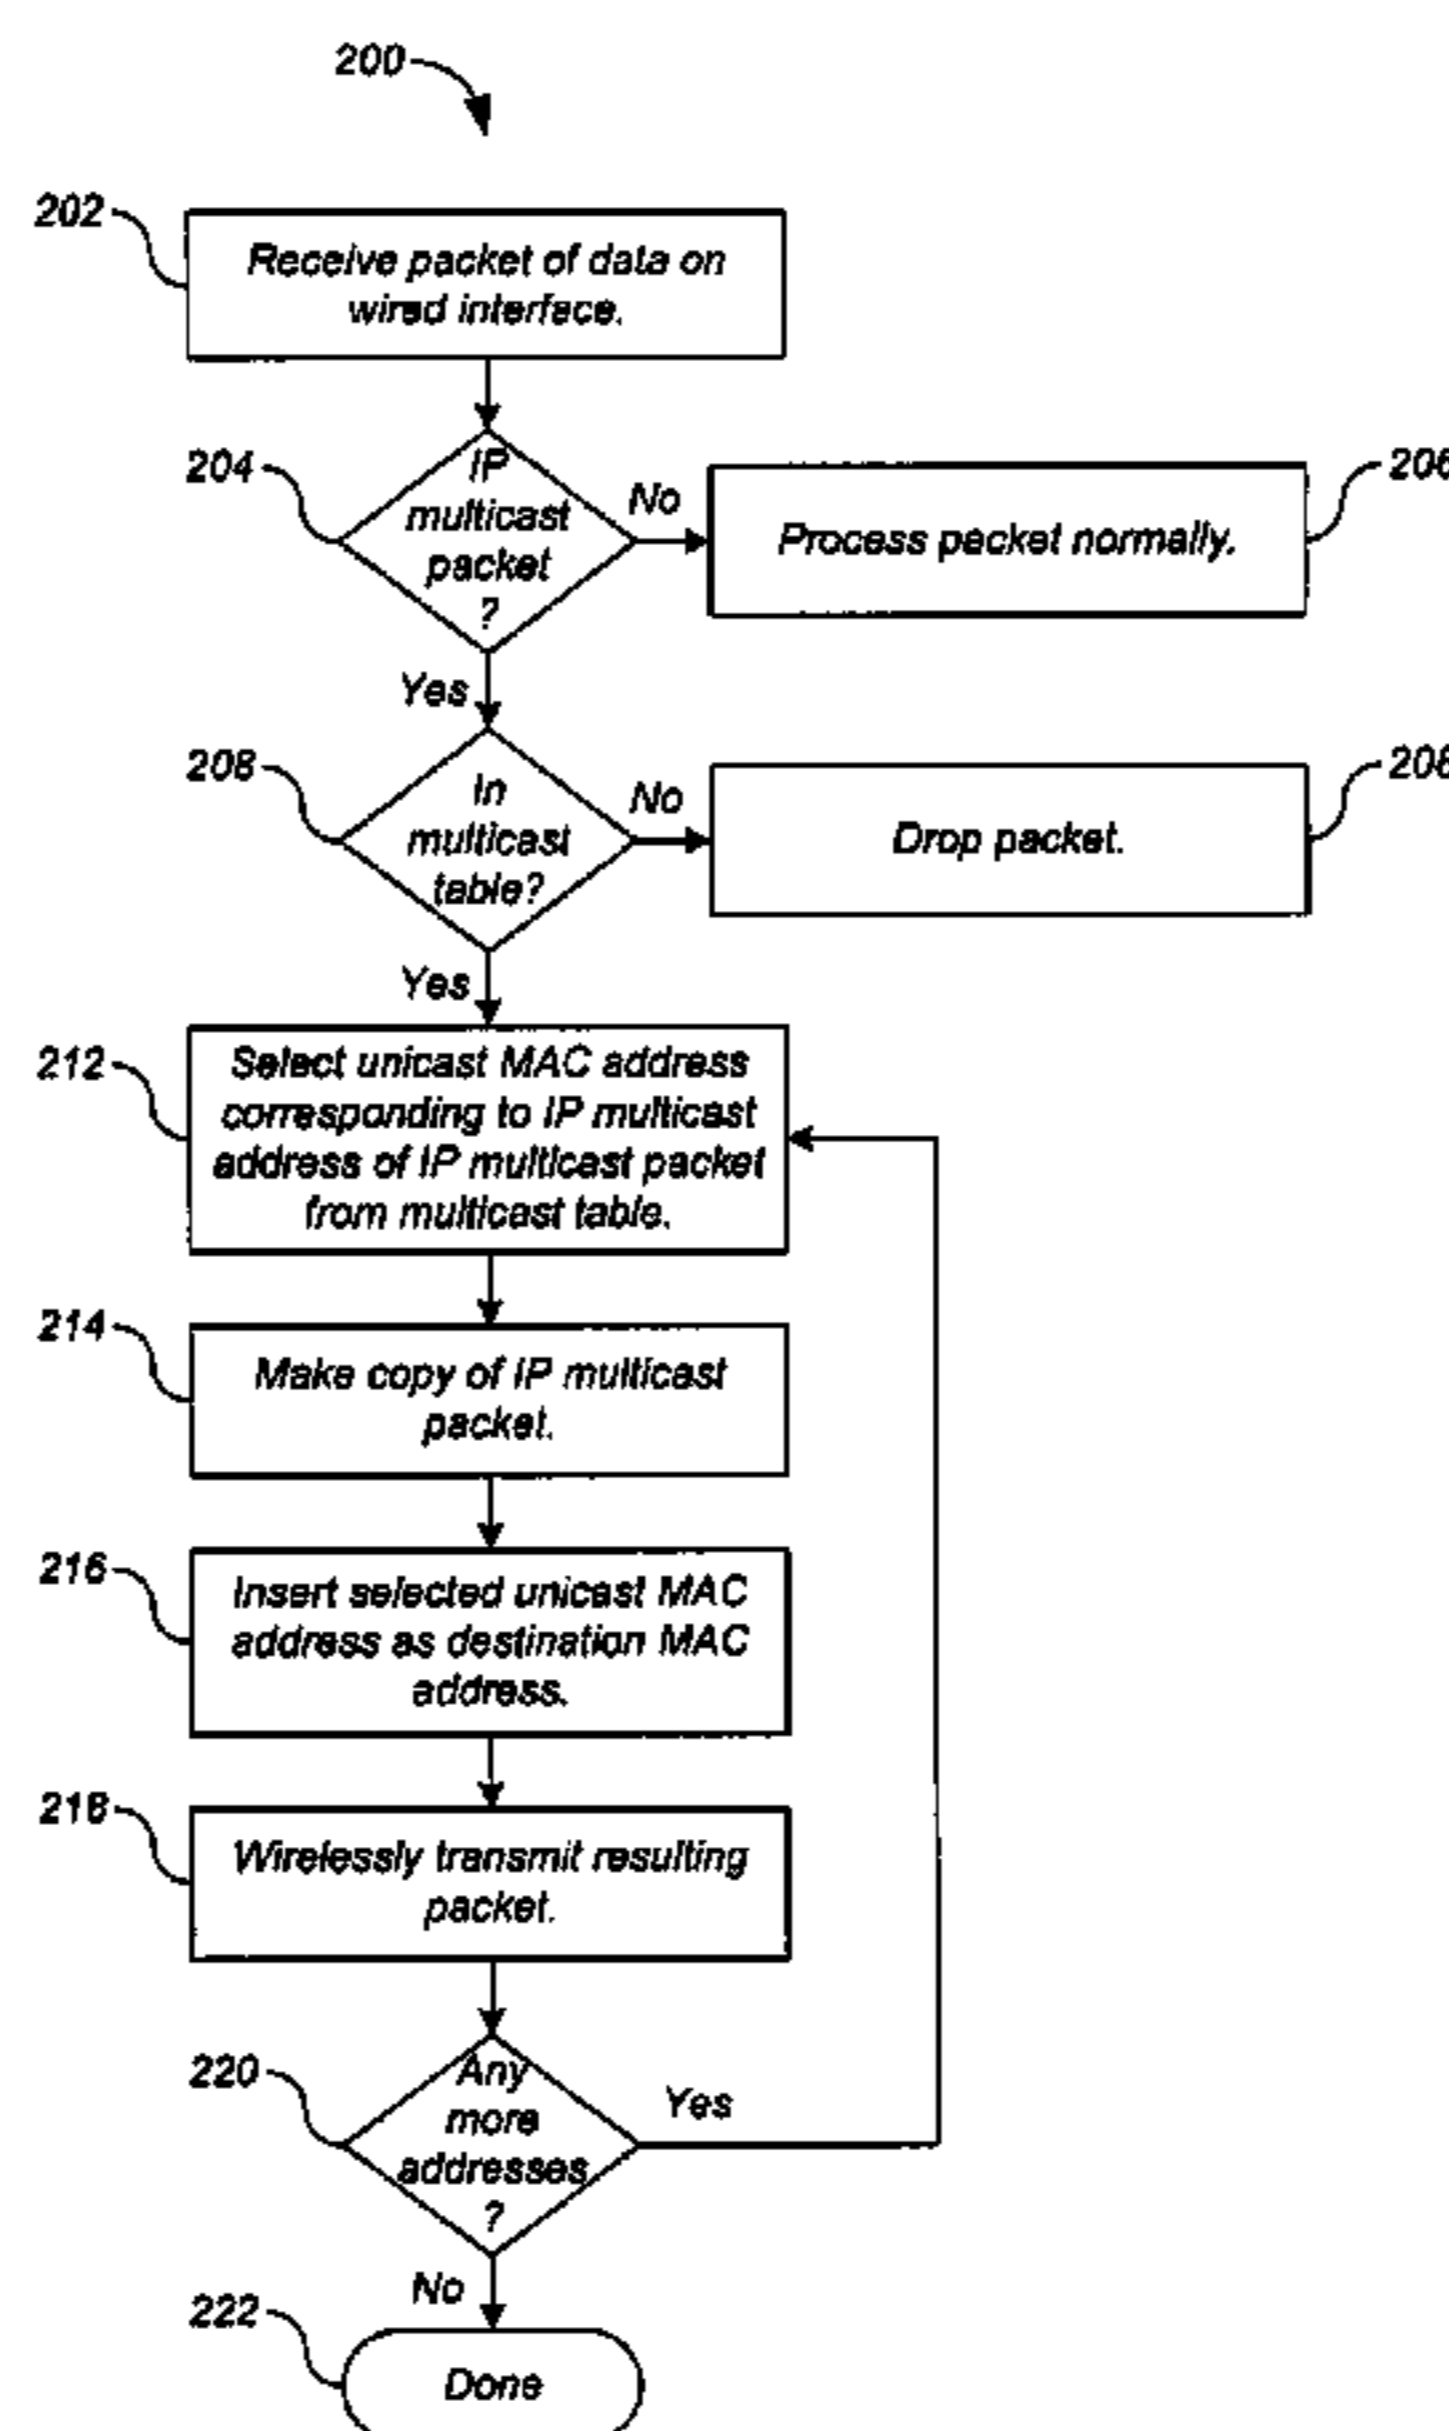 200
202
Receive packet of data on
wired interface.
204
IP
multicast
packet
?
No
Process packet normally.
206
Yes
208
In
multicast
table?
No
Drop packet.
208
Yes
212
Select unicast MAC address
corresponding to IP multicast
address of IP multicast packet
from multicast table.
214
Make copy of IP multicast
packet.
216
Insert selected unicast MAC
address as destination MAC
address.
218
Wirelessly transmit resulting
packet.
220
Any
more
addresses
?
Yes
No
222
Done